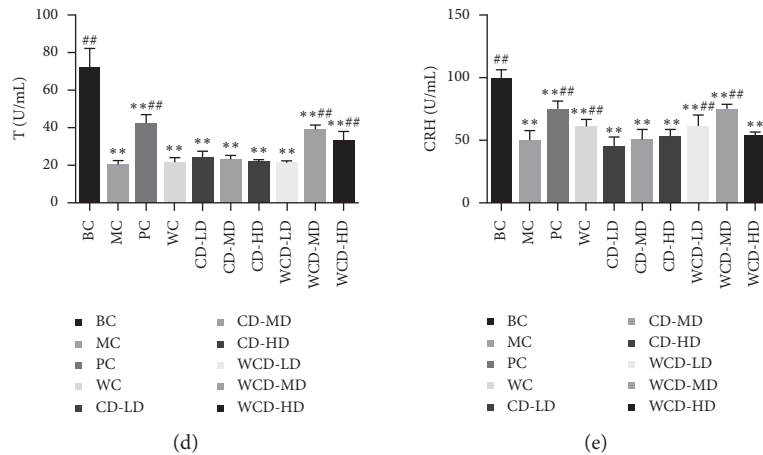 100
80
60
40
20
0
T (U/mL)
##
**
**##
**
**
**
**
**
**##
**##
BC
MC
PC
WC
CD-LD
CD-MD
CD-HD
WCD-LD
WCD-MD
WCD-HD
BC
MC
PC
WC
CD-LD
CD-MD
CD-HD
WCD-LD
WCD-MD
WCD-HD
(d)
150
100
50
0
CRH (U/mL)
##
**
**##
**##
**
**
**
**##
**##
**
BC
MC
PC
WC
CD-LD
CD-MD
CD-HD
WCD-LD
WCD-MD
WCD-HD
BC
MC
PC
WC
CD-LD
CD-MD
CD-HD
WCD-LD
WCD-MD
WCD-HD
(e)